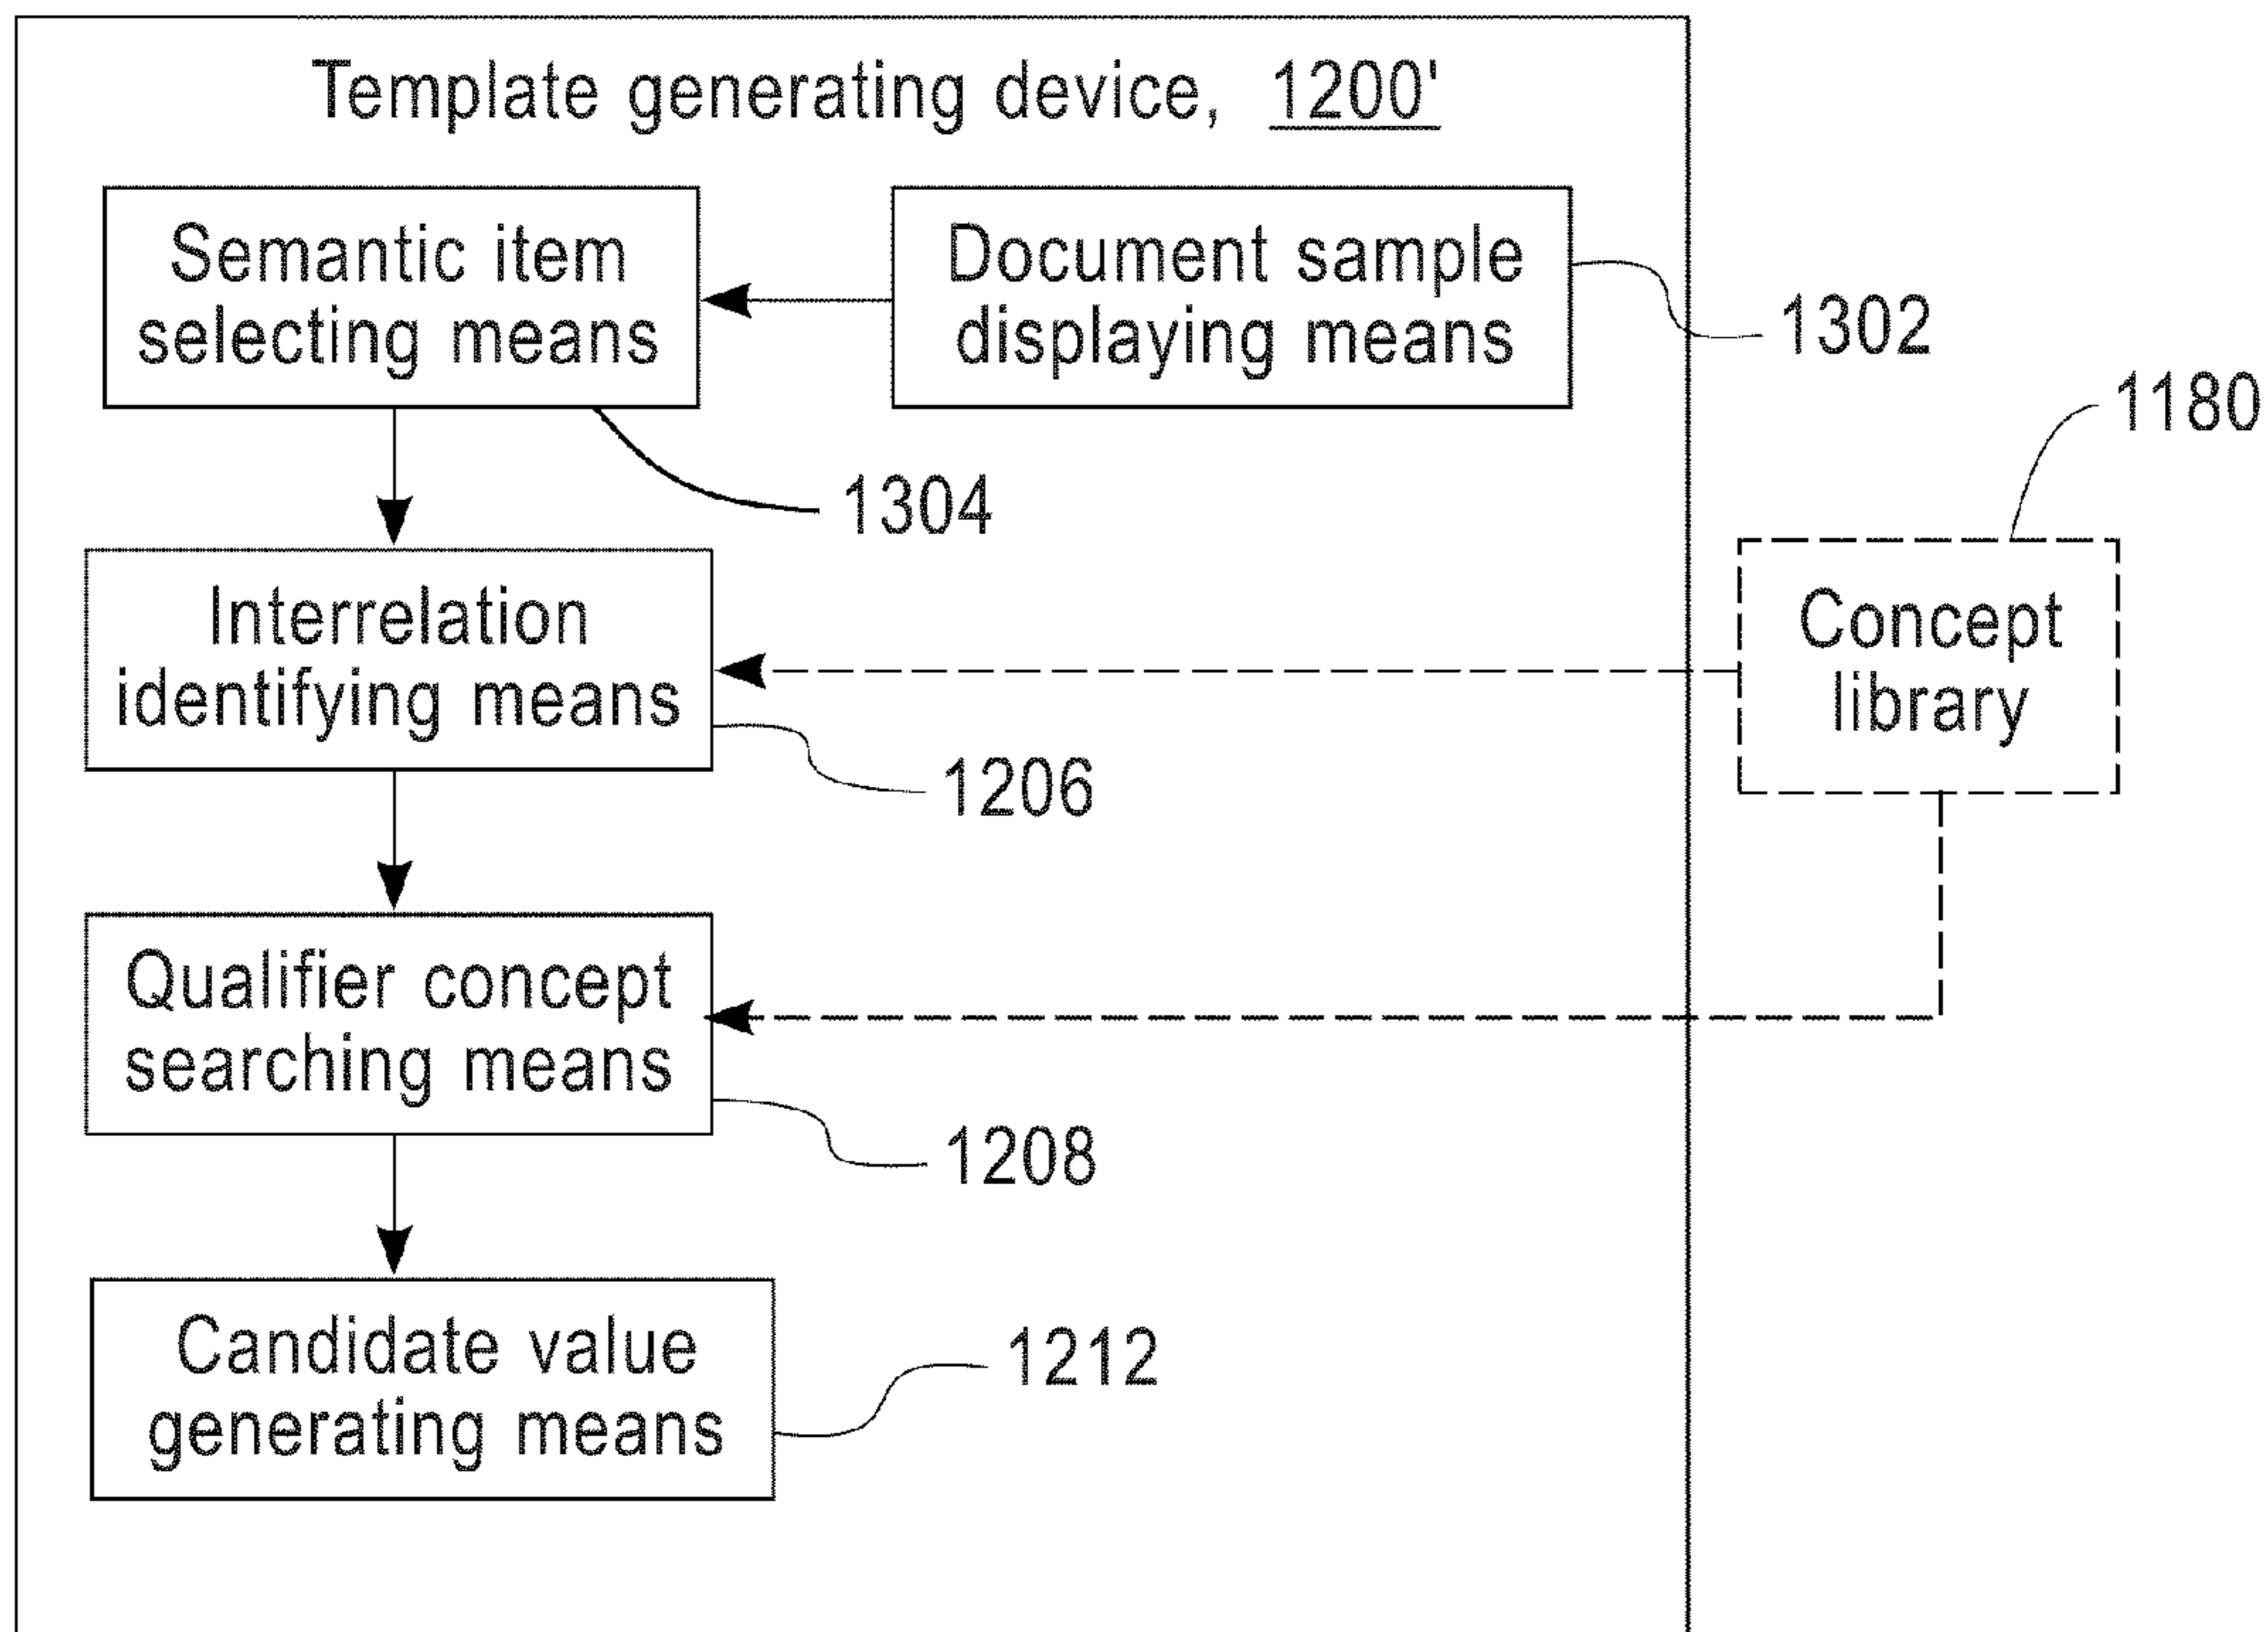 Template generating device, 1200'
Semantic item
selecting means
Document sample
displaying means
1302
1180
1304
Interrelation
identifying means
Concept
library
1206
Qualifier concept
searching means
1208
Candidate value
generating means
1212